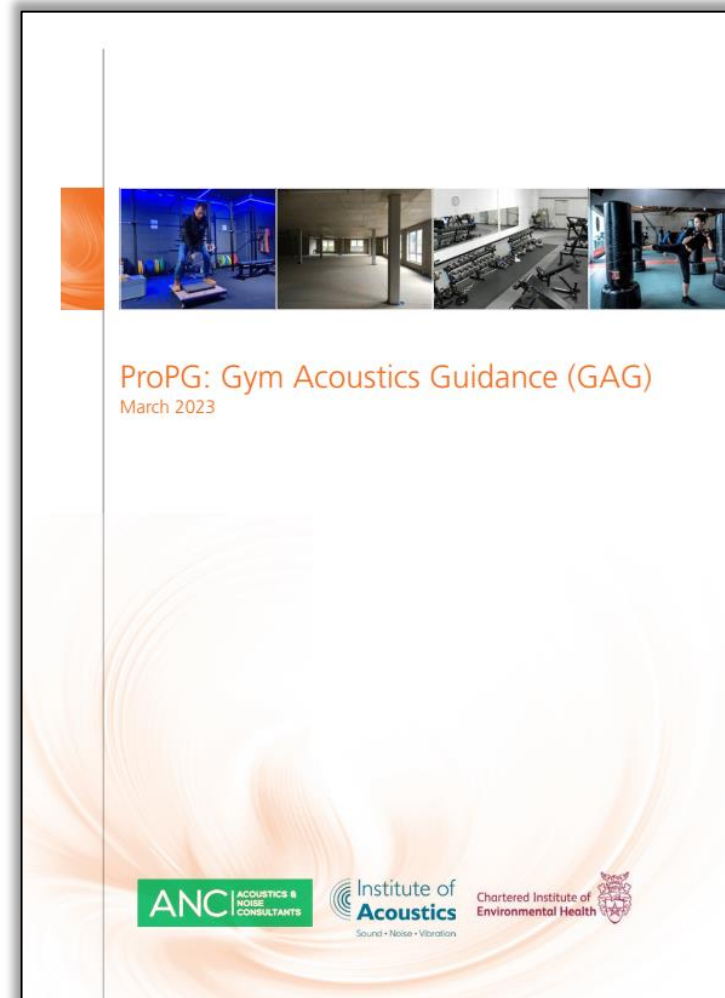 ProPG: Gym Acoustics Guidance (GAG)
March 2023
ANC
ACOUSTICS &
NOISE
CONSULTANTS
Institute of
Acoustics
Sound • Noise • Vibration
Chartered Institute of
Environmental Health